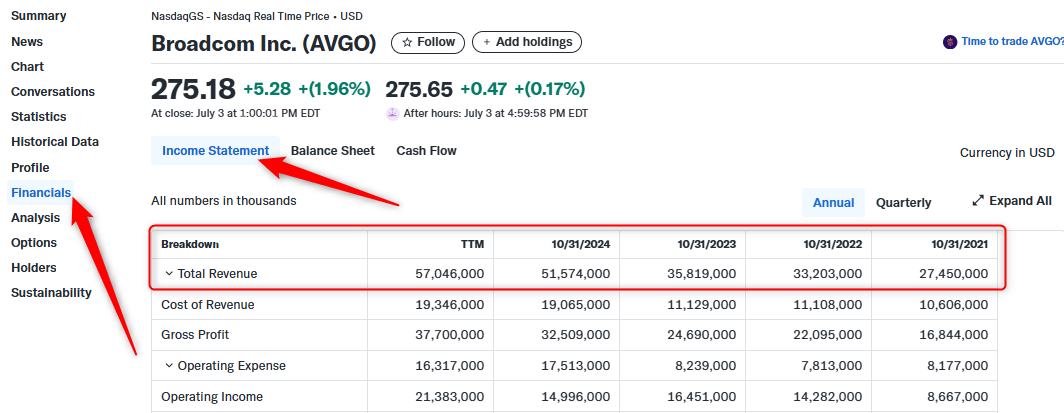 Summary
News
Chart
Conversations
Statistics
Historical Data
Profile
Financials
Analysis
Options
Holders
Sustainability
NasdaqGS - Nasdaq Real Time Price • USD
Broadcom Inc. (AVGO) Follow + Add holdings
Time to trade AVGO?
275.18 +5.28 +(1.96%) 275.65 +0.47 +(0.17%)
At close: July 3 at 1:00:01 PM EDT After hours: July 3 at 4:59:58 PM EDT
Income Statement Balance Sheet Cash Flow
Currency in USD
All numbers in thousands
Annual Quarterly Expand All
Breakdown TTM 10/31/2024 10/31/2023 10/31/2022 10/31/2021
Total Revenue 57,046,000 51,574,000 35,819,000 33,203,000 27,450,000
Cost of Revenue 19,346,000 19,065,000 11,129,000 11,108,000 10,606,000
Gross Profit 37,700,000 32,509,000 24,690,000 22,095,000 16,844,000
Operating Expense 16,317,000 17,513,000 8,239,000 7,813,000 8,177,000
Operating Income 21,383,000 14,996,000 16,451,000 14,282,000 8,667,000